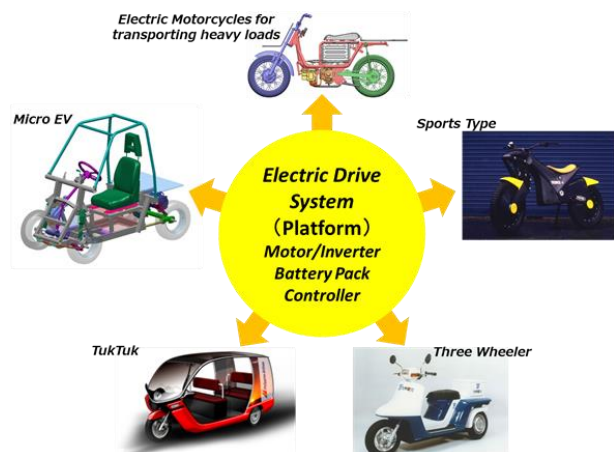 Electric Motorcycles for
transporting heavy loads
Micro EV
Sports Type
Electric Drive
System
（Platform）
Motor/Inverter
Battery Pack
Controller
TukTuk
Three Wheeler